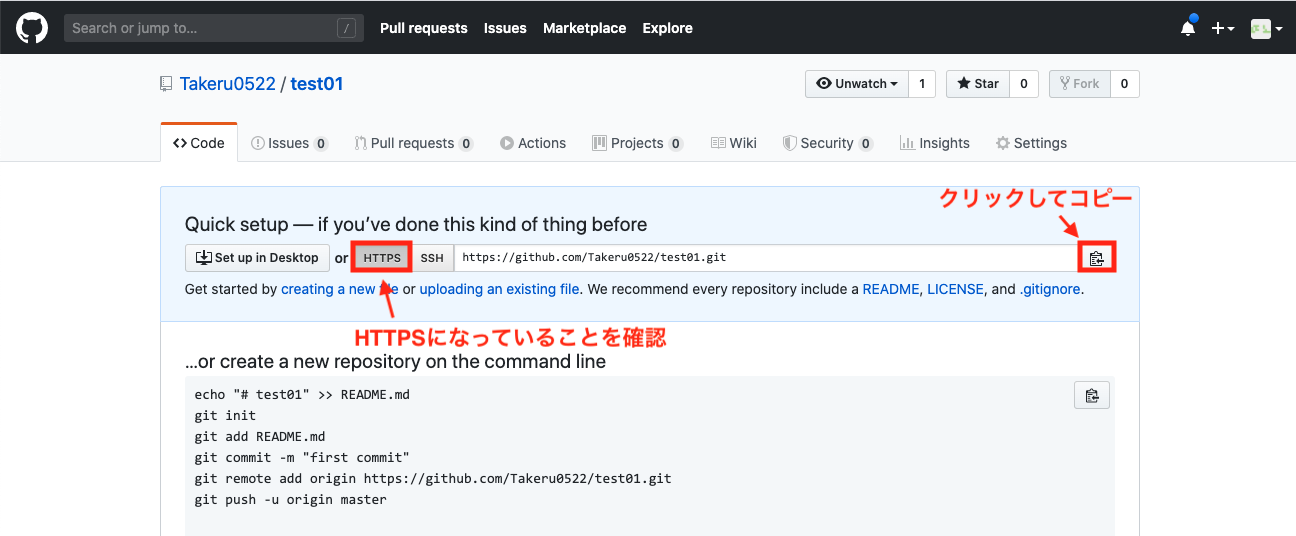 Search or jump to... / Pull requests Issues Marketplace Explore
Takeru0522 / test01 Unwatch 1 Star 0 Fork 0
Code Issues 0 Pull requests 0 Actions Projects 0 Wiki Security 0 Insights Settings
クリックしてコピー
Quick setup — if you’ve done this kind of thing before
Set up in Desktop or HTTPS SSH https://github.com/Takeru0522/test01.git
Get started by creating a new file or uploading an existing file. We recommend every repository include a README, LICENSE, and .gitignore.
HTTPSになっていることを確認
…or create a new repository on the command line
echo "# test01" >> README.md
git init
git add README.md
git commit -m "first commit"
git remote add origin https://github.com/Takeru0522/test01.git
git push -u origin master